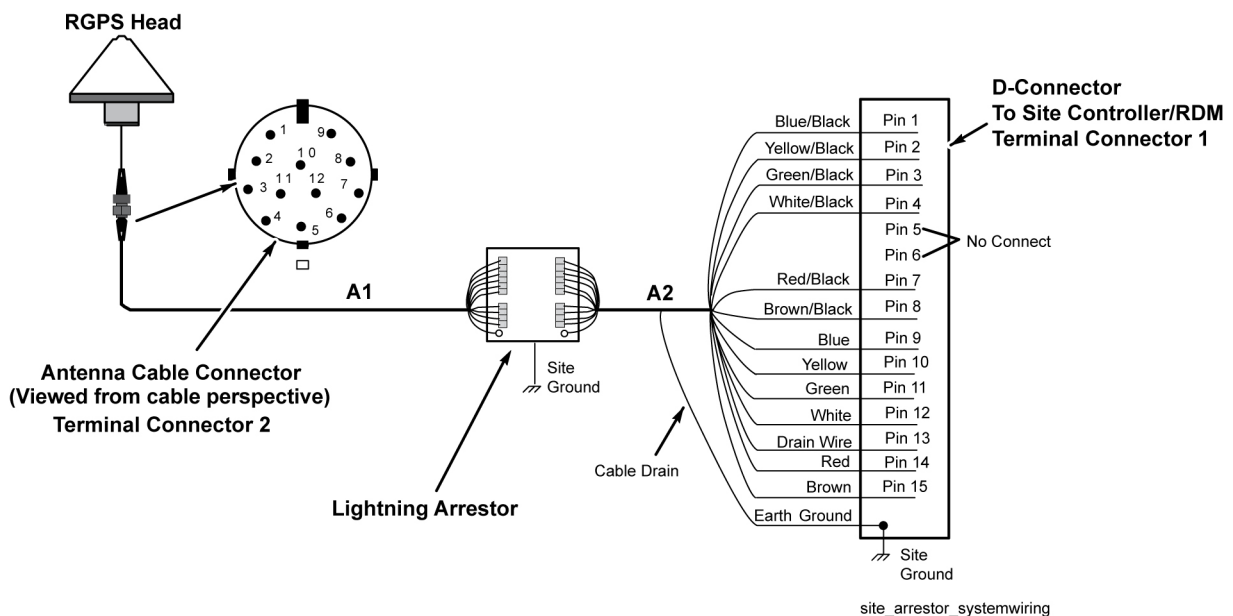 RGPS Head
1
9
2
10
8
3
11
12
7
4
6
5
A1
A2
Antenna Cable Connector
(Viewed from cable perspective)
Terminal Connector 2
Lightning Arrestor
Site
Ground
Cable Drain
D-Connector
To Site Controller/RDM
Terminal Connector 1
Blue/Black Pin 1
Yellow/Black Pin 2
Green/Black Pin 3
White/Black Pin 4
Pin 5
No Connect
Pin 6
Red/Black Pin 7
Brown/Black Pin 8
Blue Pin 9
Yellow Pin 10
Green Pin 11
White Pin 12
Drain Wire Pin 13
Red Pin 14
Brown Pin 15
Earth Ground
Site
Ground
site_arrestor_systemwiring